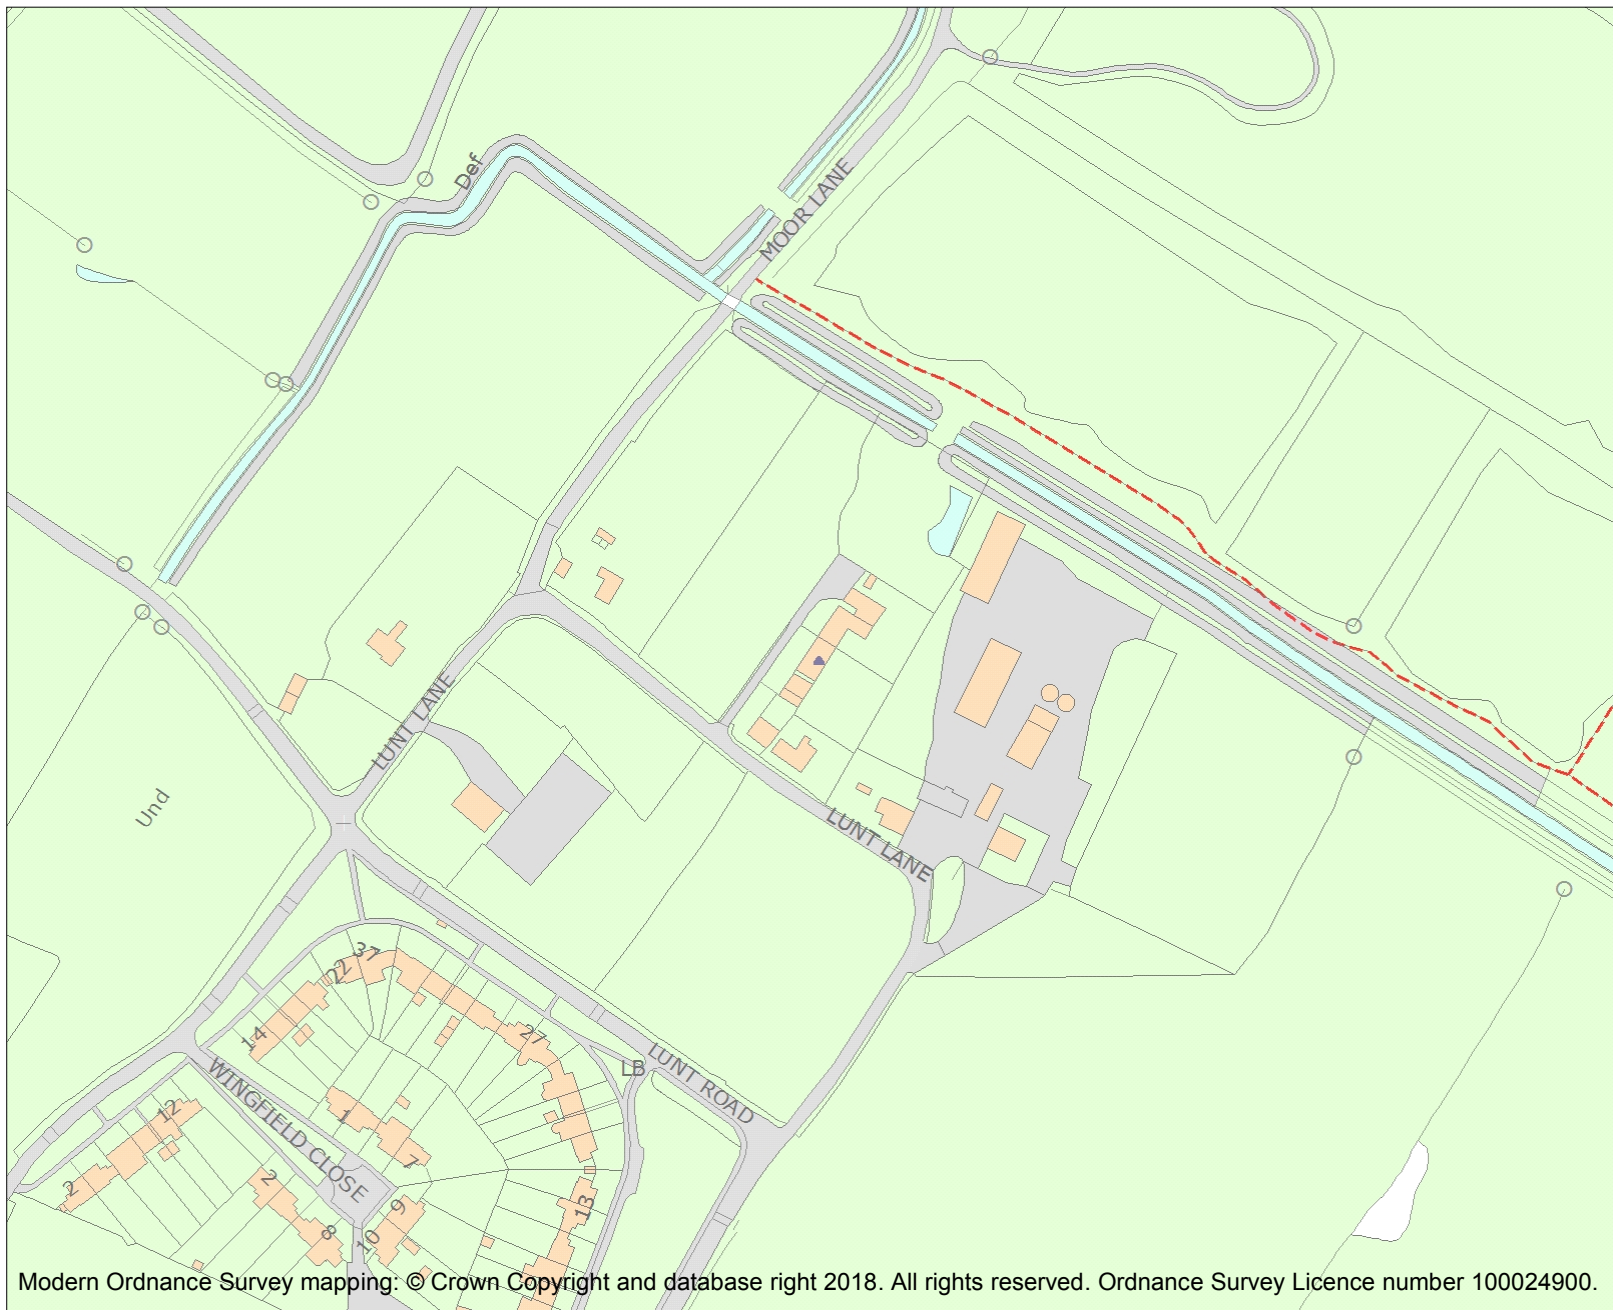 Def
MOOR LANE
LUNT LANE
Und
LUNT LANE
37
22
14
27
LB
LUNT ROAD
WINGFIELD CLOSE
12
1
7
2
2
9
13
8
10
Modern Ordnance Survey mapping: © Crown Copyright and database right 2018. All rights reserved. Ordnance Survey Licence number 100024900.